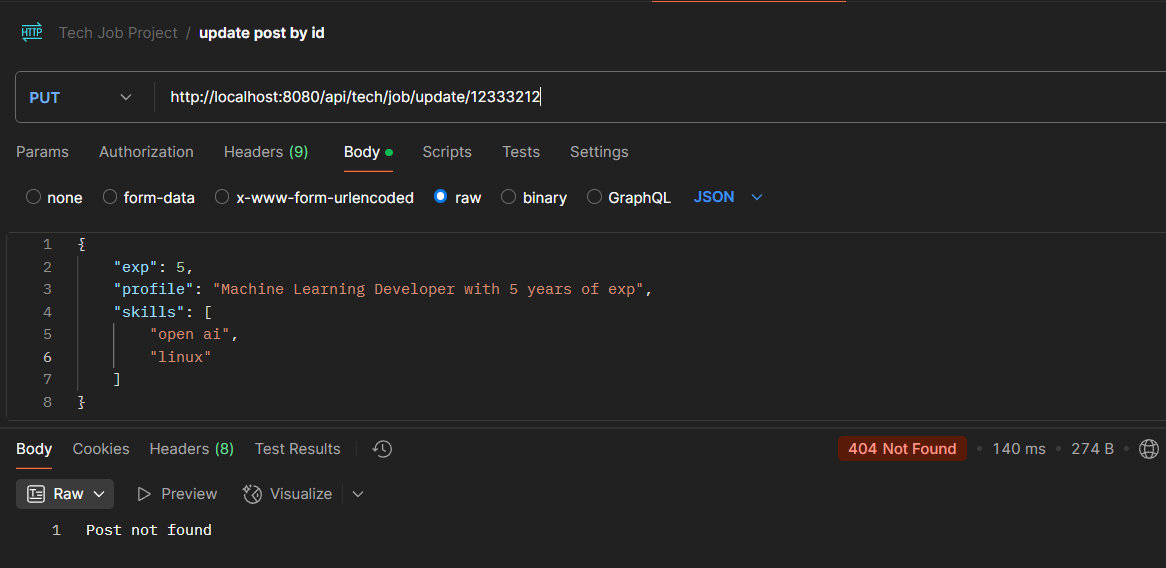 HTTP Tech Job Project / update post by id
PUT http://localhost:8080/api/tech/job/update/12333212
Params Authorization Headers (9) Body Scripts Tests Settings
none form-data x-www-form-urlencoded raw binary GraphQL JSON
1 {
2 "exp": 5,
3 "profile": "Machine Learning Developer with 5 years of exp",
4 "skills": [
5 "open ai",
6 "linux"
7 ]
8 }
Body Cookies Headers (8) Test Results 404 Not Found • 140 ms • 274 B •
Raw Preview Visualize
1 Post not found